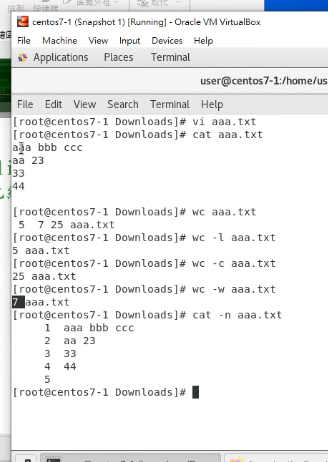 centos7-1 (Snapshot 1) [Running] - Oracle VM VirtualBox
File Machine View Input Devices Help
Applications Places Terminal
user@centos7-1:/home/us
File Edit View Search Terminal Help
[root@centos7-1 Downloads]# vi aaa.txt
[root@centos7-1 Downloads]# cat aaa.txt
aaa bbb ccc
aa 23
33
44

[root@centos7-1 Downloads]# wc aaa.txt
 5  7 25 aaa.txt
[root@centos7-1 Downloads]# wc -l aaa.txt
5 aaa.txt
[root@centos7-1 Downloads]# wc -c aaa.txt
25 aaa.txt
[root@centos7-1 Downloads]# wc -w aaa.txt
7 aaa.txt
[root@centos7-1 Downloads]# cat -n aaa.txt
     1  aaa bbb ccc
     2  aa 23
     3  33
     4  44
     5
[root@centos7-1 Downloads]#